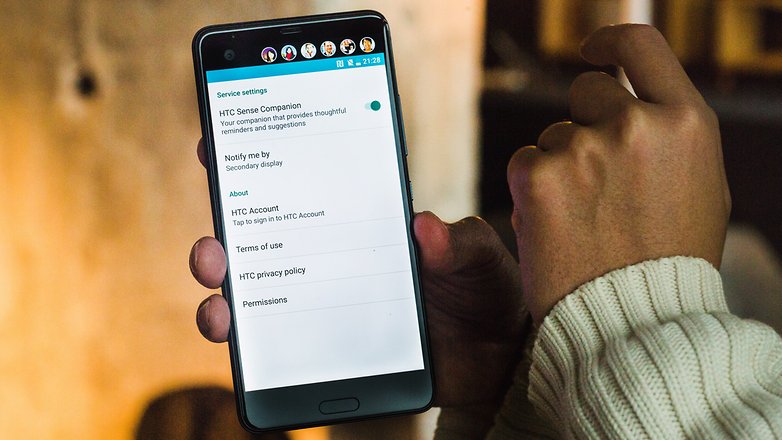 21:28
Service settings
HTC Sense Companion
Your companion that provides thoughtful
reminders and suggestions
Notify me by
Secondary display
About
HTC Account
Tap to sign in to HTC Account
Terms of use
HTC privacy policy
Permissions